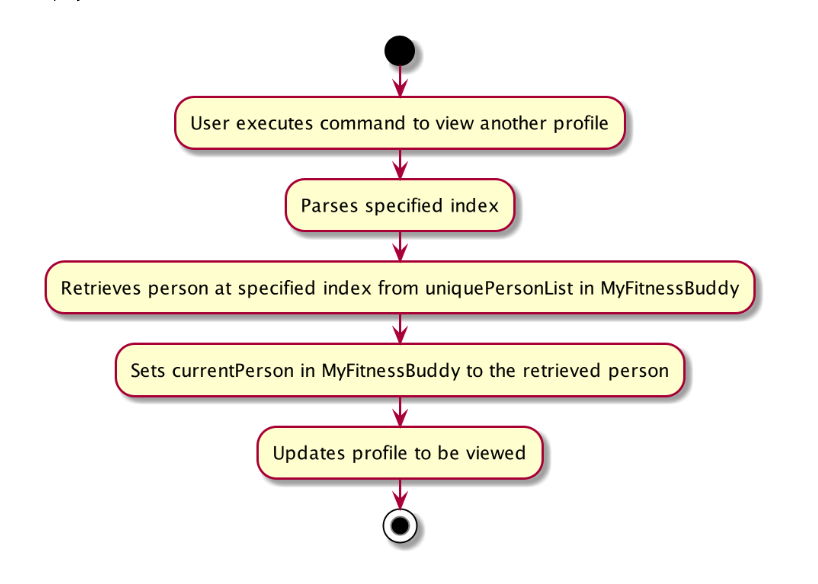 User executes command to view another profile
Parses specified index
Retrieves person at specified index from uniquePersonList in MyFitnessBuddy
Sets currentPerson in MyFitnessBuddy to the retrieved person
Updates profile to be viewed